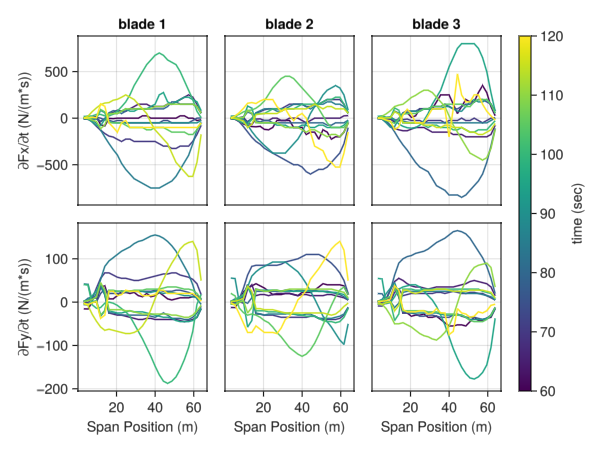 blade 1 blade 2 blade 3
∂Fx/∂t (N/(m*s))
500
0
−500
∂Fy/∂t (N/(m*s))
100
0
−100
−200
20 40 60
20 40 60
20 40 60
Span Position (m) Span Position (m) Span Position (m)
120
110
100
90
80
70
60
time (sec)